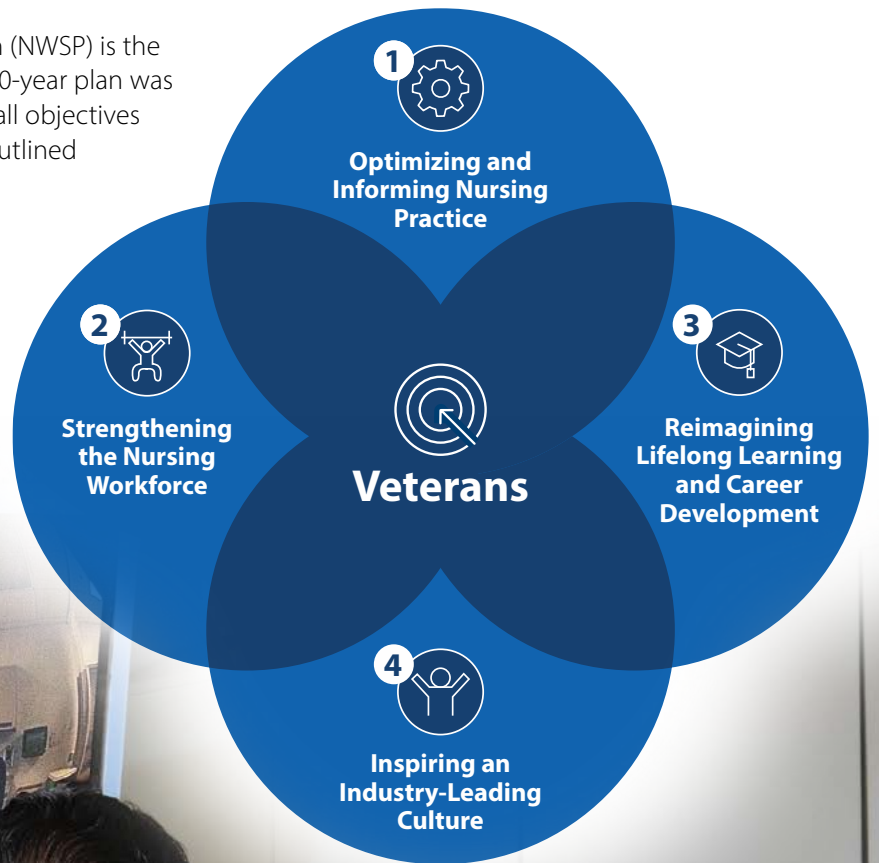 (NWSP) is the
0-year plan was
all objectives
utlined
1
Optimizing and
Informing Nursing
Practice
2
Strengthening
the Nursing
Workforce
3
Reimagining
Lifelong Learning
and Career
Development
Veterans
4
Inspiring an
Industry-Leading
Culture